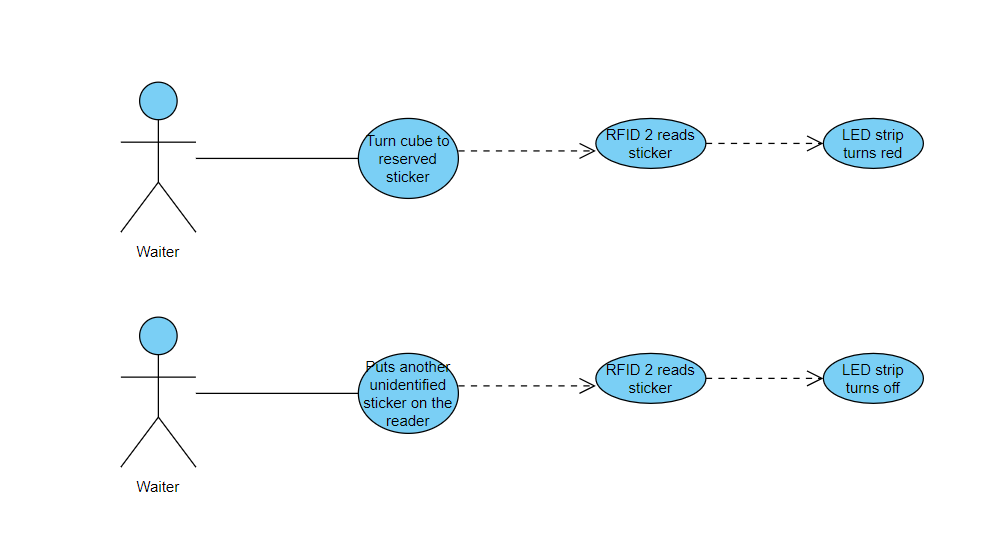 Turn cube to
reserved
sticker
RFID 2 reads
sticker
LED strip
turns red
Waiter
Puts another
unidentified
sticker on the
reader
RFID 2 reads
sticker
LED strip
turns off
Waiter